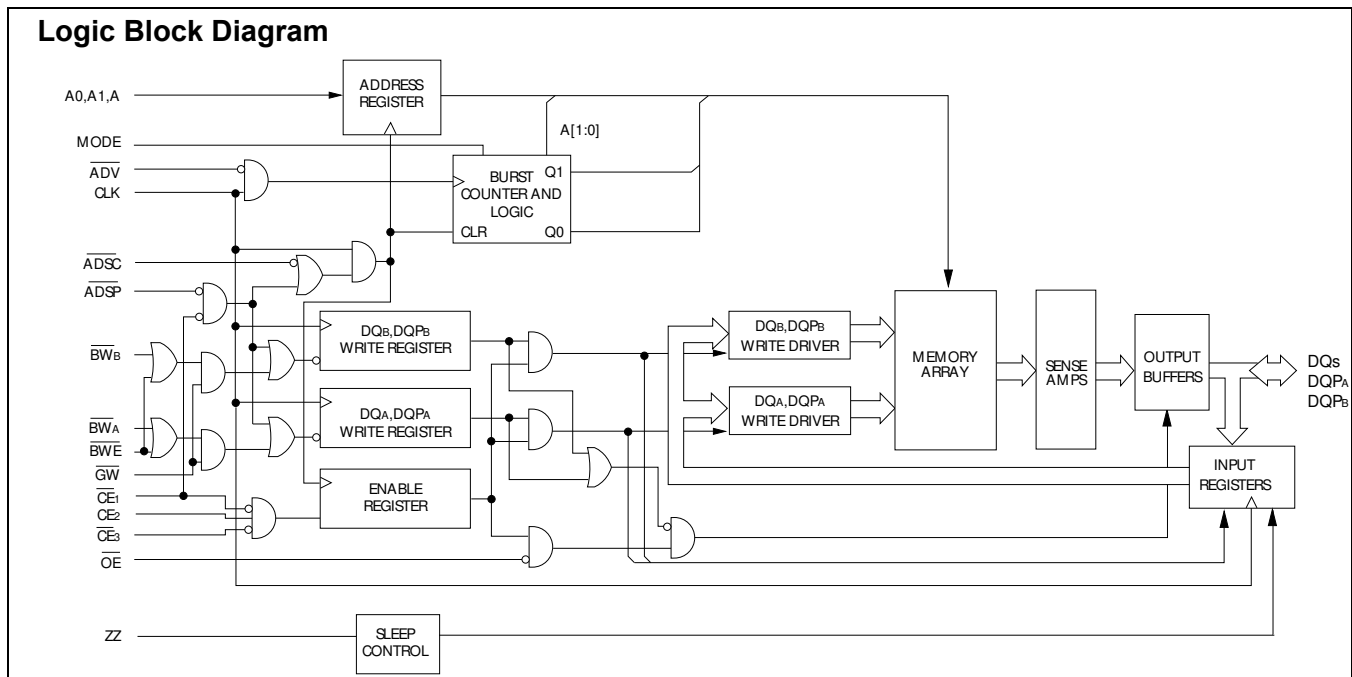 Logic Block Diagram
A0,A1,A
ADDRESS
REGISTER
MODE
A[1:0]
ADV
CLK
BURST
COUNTER AND
LOGIC
Q1
CLR
Q0
ADSC
ADSP
DQB,DQPB
WRITE REGISTER
DQB,DQPB
WRITE DRIVER
MEMORY
ARRAY
SENSE
AMPS
OUTPUT
BUFFERS
DQs
DQPA
DQPB
BWB
DQA,DQPA
WRITE REGISTER
DQA,DQPA
WRITE DRIVER
BWA
BWE
GW
CE1
CE2
CE3
ENABLE
REGISTER
INPUT
REGISTERS
OE
ZZ
SLEEP
CONTROL